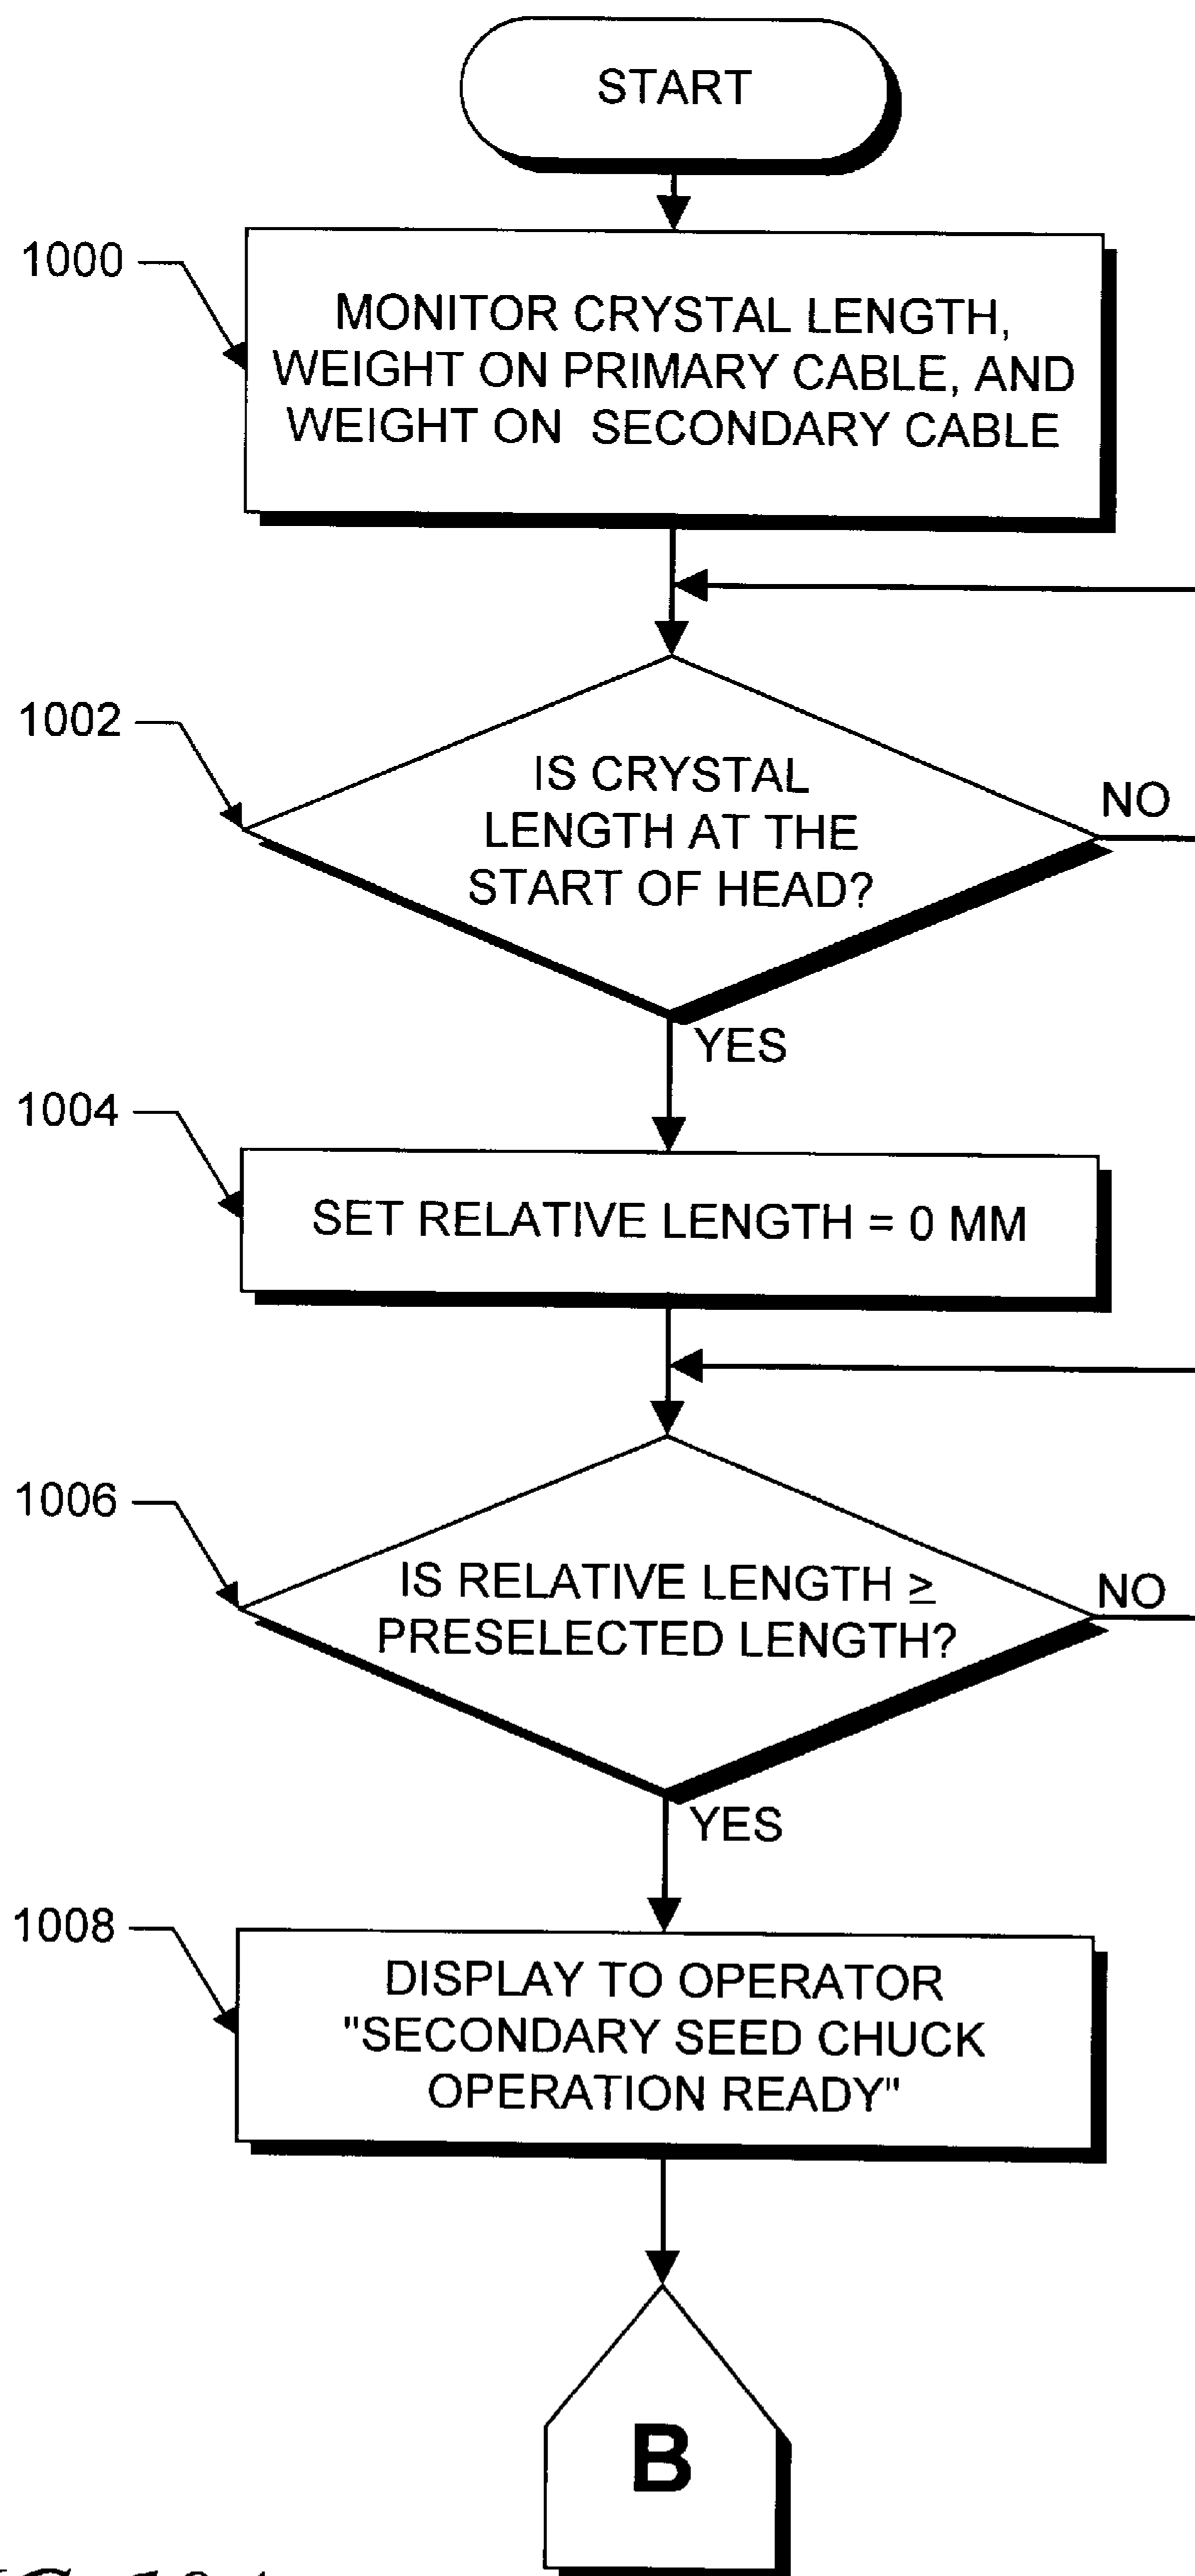 START
1000
MONITOR CRYSTAL LENGTH,
WEIGHT ON PRIMARY CABLE, AND
WEIGHT ON SECONDARY CABLE
1002
IS CRYSTAL
LENGTH AT THE
START OF HEAD?
NO
YES
1004
SET RELATIVE LENGTH = 0 MM
1006
IS RELATIVE LENGTH ≥
PRESELECTED LENGTH?
NO
YES
1008
DISPLAY TO OPERATOR
"SECONDARY SEED CHUCK
OPERATION READY"
B